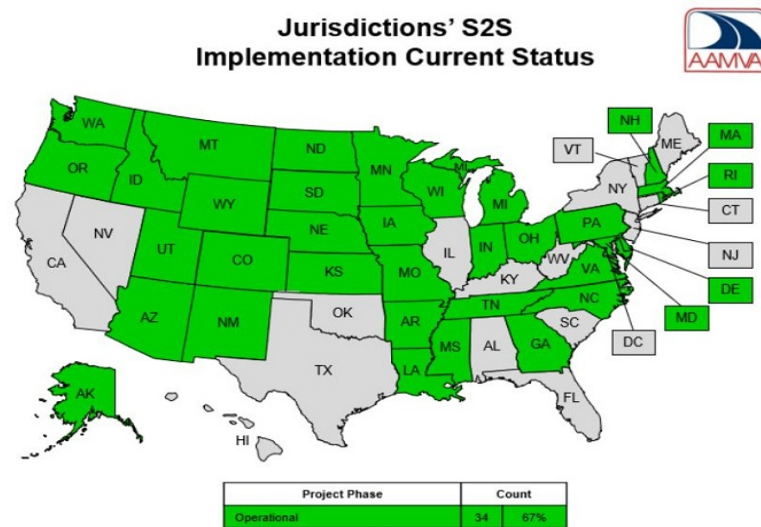 Jurisdictions' S2S
Implementation Current Status
AAMVA
WA
MT
ND
MN
OR
ID
SD
WI
MI
MI
WY
NH
ME
VT
MA
NY
RI
CT
IA
NE
PA
NV
UT
CO
IL
IN
OH
NJ
CA
KS
MO
WV
VA
DE
KY
MD
AZ
NM
OK
AR
TN
NC
DC
SC
MS
AL
GA
TX
LA
AK
FL
HI
Project Phase Count
Operational 34 67%